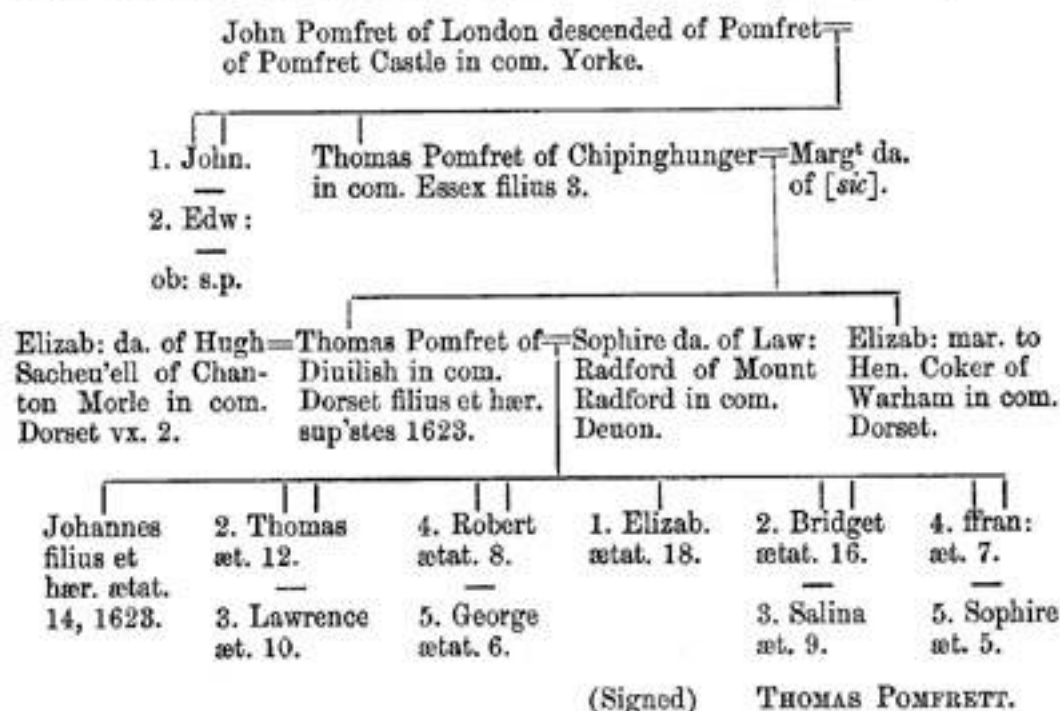 John Pomfret of London descended of Pomfret
of Pomfret Castle in com. Yorke.
1. John.
2. Edw:
ob: s.p.
Thomas Pomfret of Chipinghunger
in com. Essex filius 3.
Margᵗ da.
of [sic].
Elizab: da. of Hugh
Sacheu'ell of Chan-
ton Morle in com.
Dorset vx. 2.
Thomas Pomfret of
Diuilish in com.
Dorset filius et hær.
sup'stes 1623.
Sophire da. of Law:
Radford of Mount
Radford in com.
Deuon.
Elizab: mar. to
Hen. Coker of
Warham in com.
Dorset.
Johannes
filius et
hær. ætat.
14, 1623.
2. Thomas
æt. 12.
3. Lawrence
æt. 10.
4. Robert
ætat. 8.
5. George
ætat. 6.
1. Elizab.
ætat. 18.
2. Bridget
ætat. 16.
3. Salina
æt. 9.
4. ffran:
æt. 7.
5. Sophire
æt. 5.
(Signed) THOMAS POMFRETT.